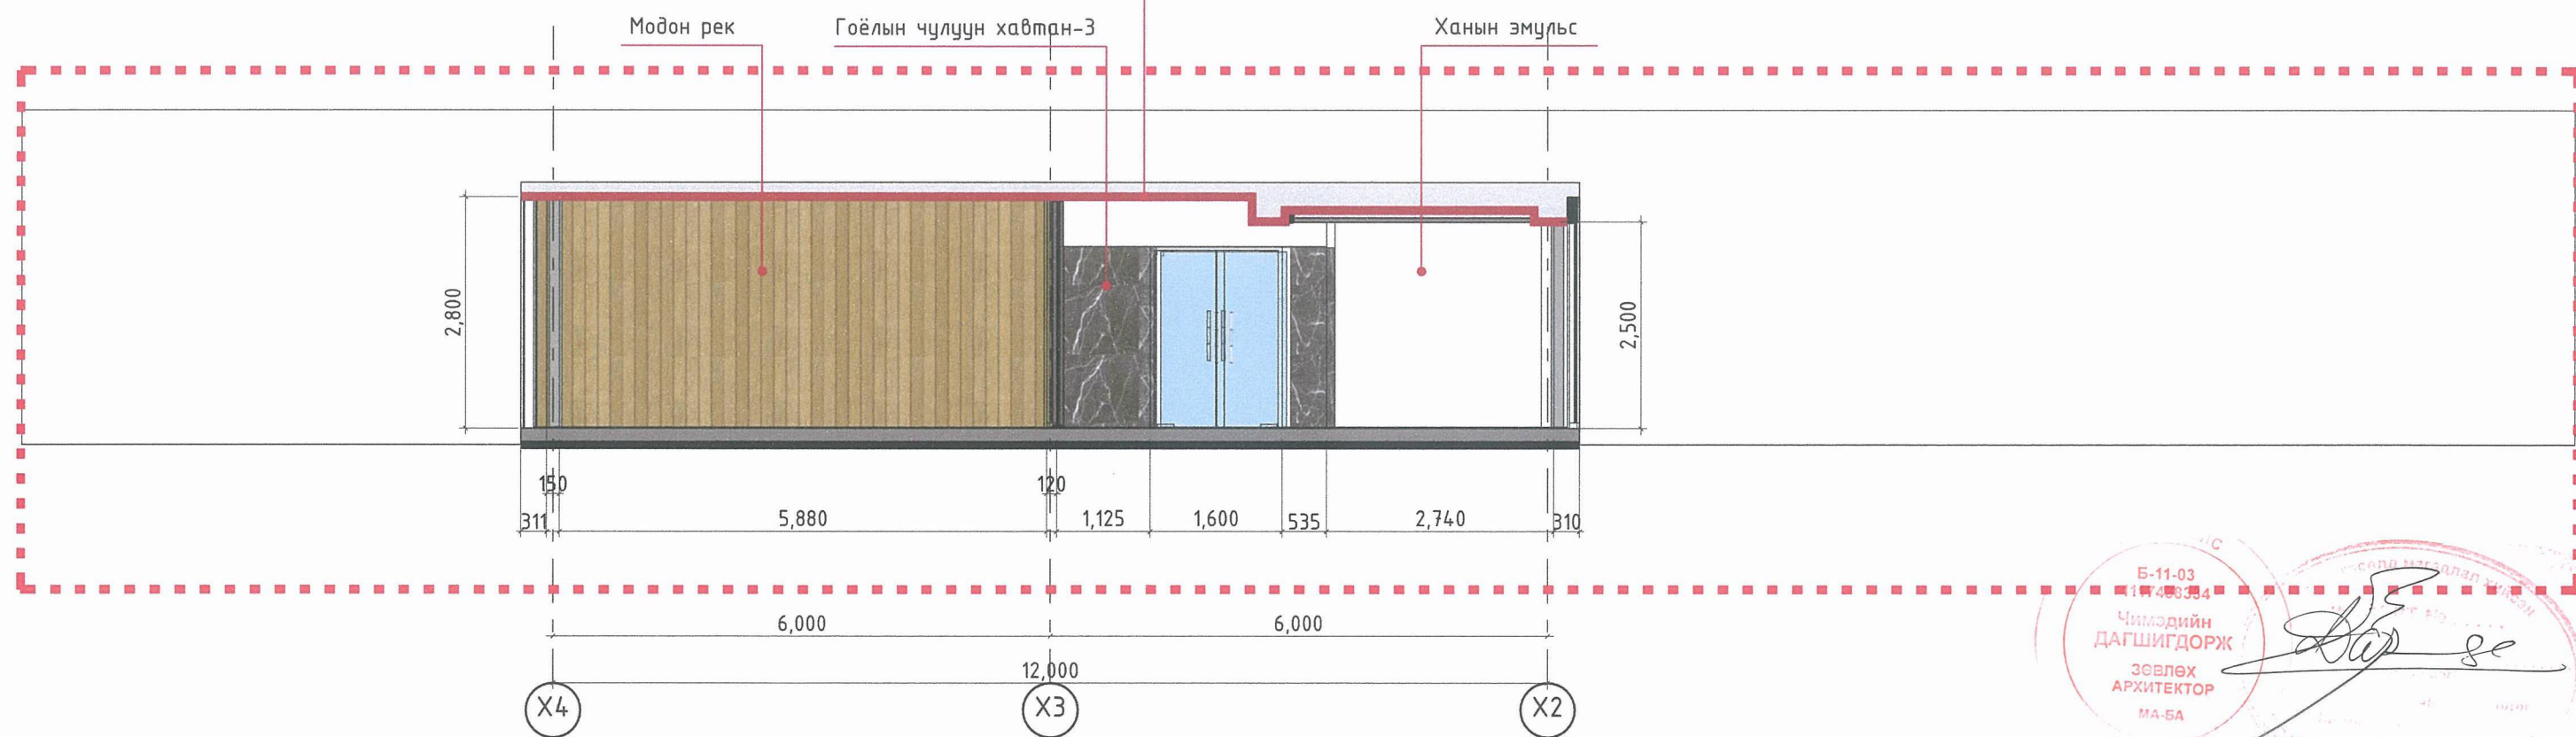 Модон рек
Гоёлын чулуун хавтан-3
Ханын эмульс
2,800
2,500
150
120
311
5,880
1,125
1,600
535
2,740
310
6,000
6,000
12,000
X4
X3
X2
Б-11-03
Чимэдийн
ДАГШИГДОРЖ
ЗӨВЛӨХ
АРХИТЕКТОР
МА-БА